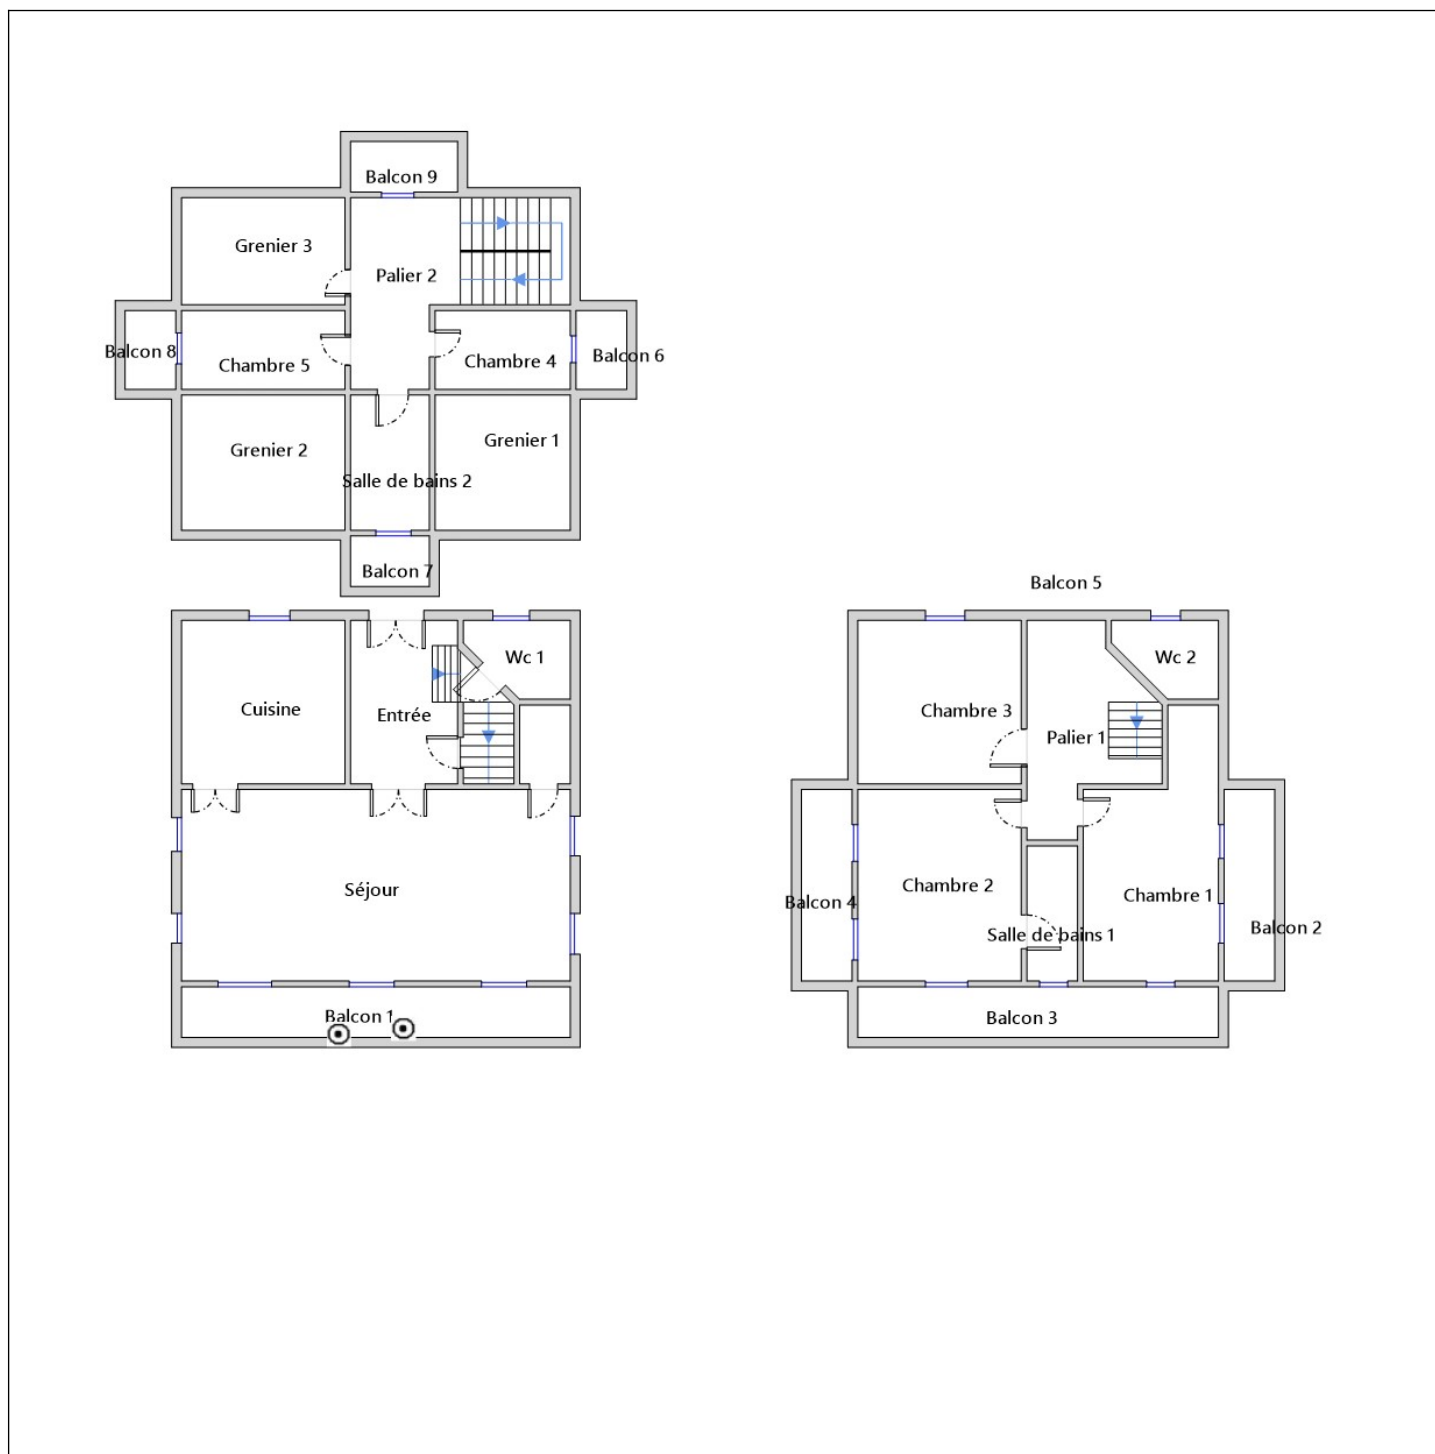 Balcon 9
Grenier 3
Palier 2
Balcon 8
Chambre 5
Chambre 4
Balcon 6
Grenier 2
Grenier 1
Salle de bains 2
Balcon 7
Cuisine
Entrée
Wc 1
Séjour
Balcon 1
Balcon 5
Wc 2
Chambre 3
Palier 1
Chambre 2
Chambre 1
Balcon 4
Salle de bains 1
Balcon 2
Balcon 3